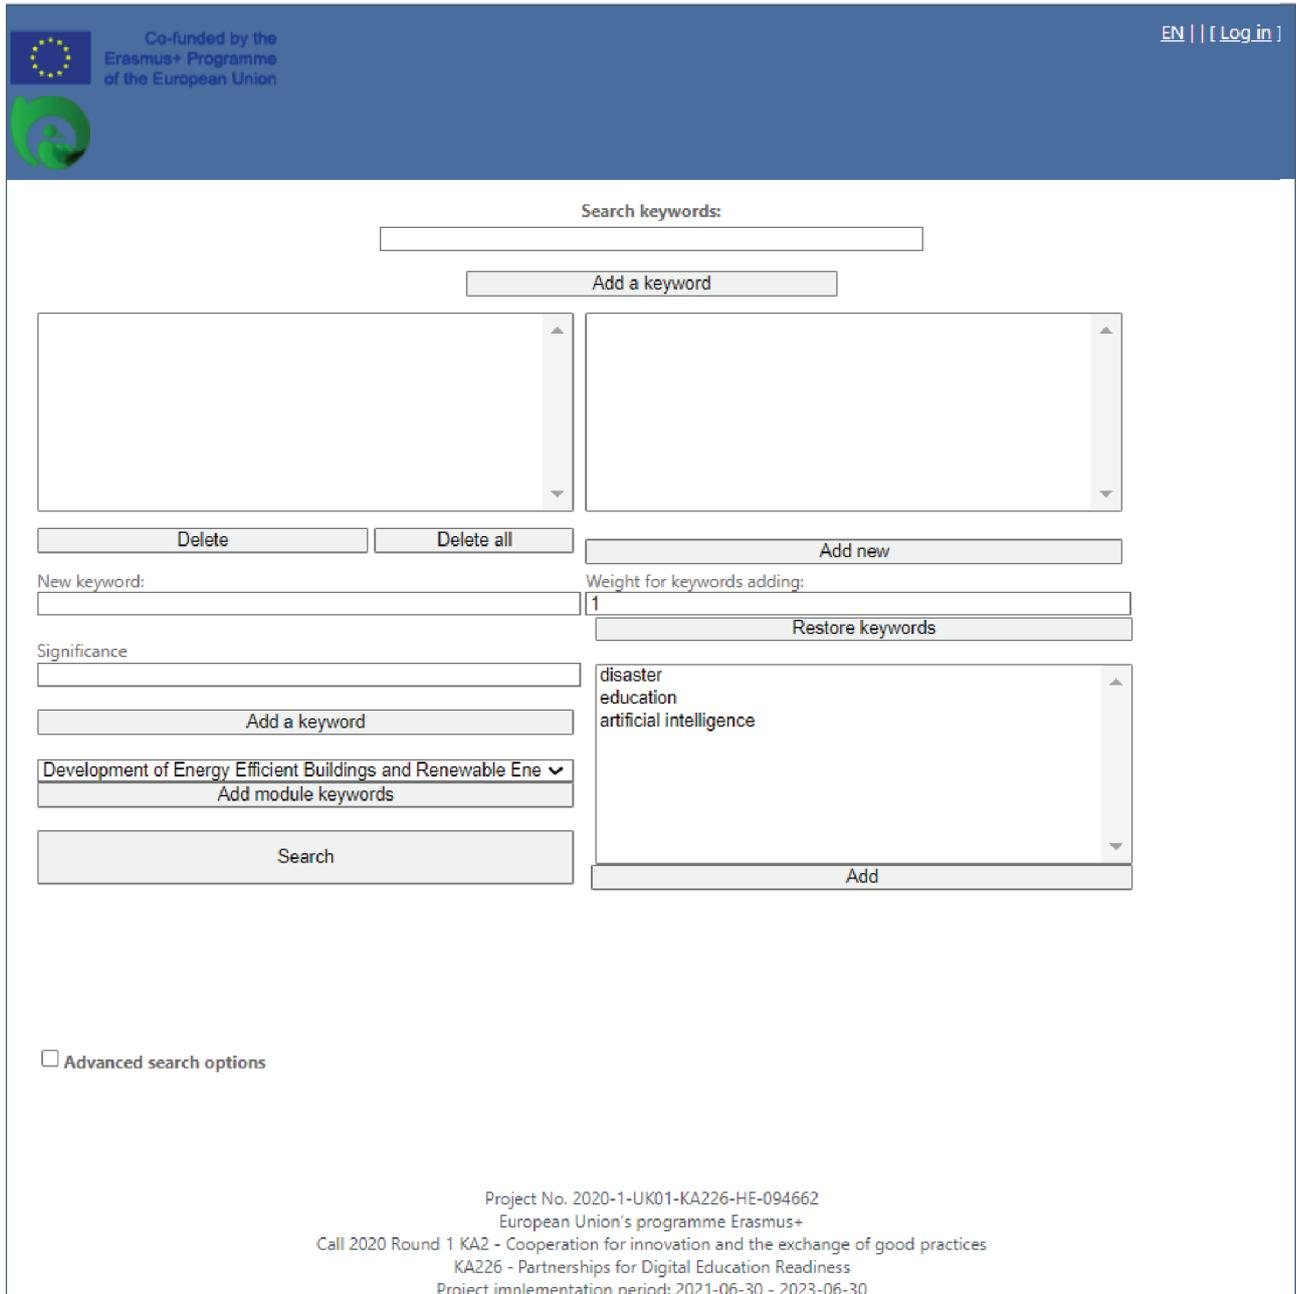 Co-funded by the
Erasmus+ Programme
of the European Union
EN | | [ Log in ]
Search keywords:
Add a keyword
Delete
Delete all
Add new
New keyword:
Weight for keywords adding:
1
Restore keywords
Significance
disaster
education
artificial intelligence
Add a keyword
Development of Energy Efficient Buildings and Renewable Ene
Add module keywords
Search
Add
Advanced search options
Project No. 2020-1-UK01-KA226-HE-094662
European Union's programme Erasmus+
Call 2020 Round 1 KA2 - Cooperation for innovation and the exchange of good practices
KA226 - Partnerships for Digital Education Readiness
Project implementation period: 2021-06-30 - 2023-06-30